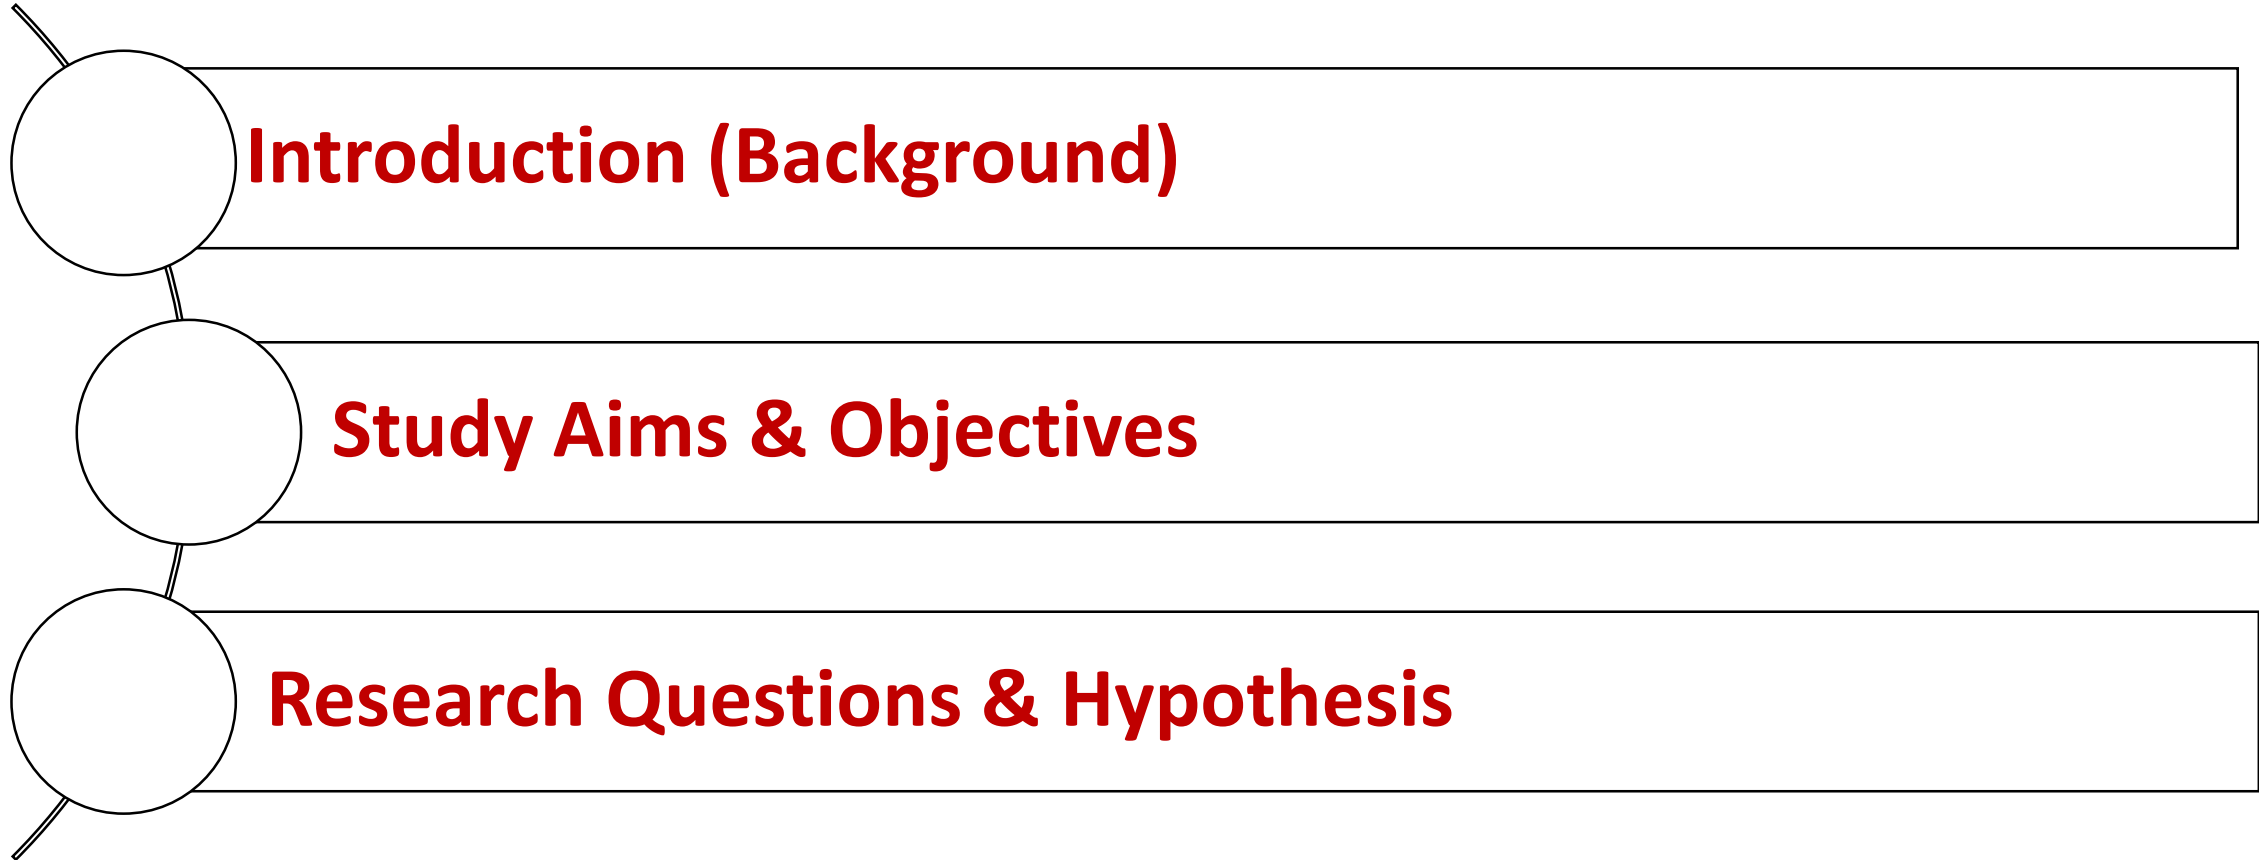 Introduction (Background)
Study Aims & Objectives
Research Questions & Hypothesis